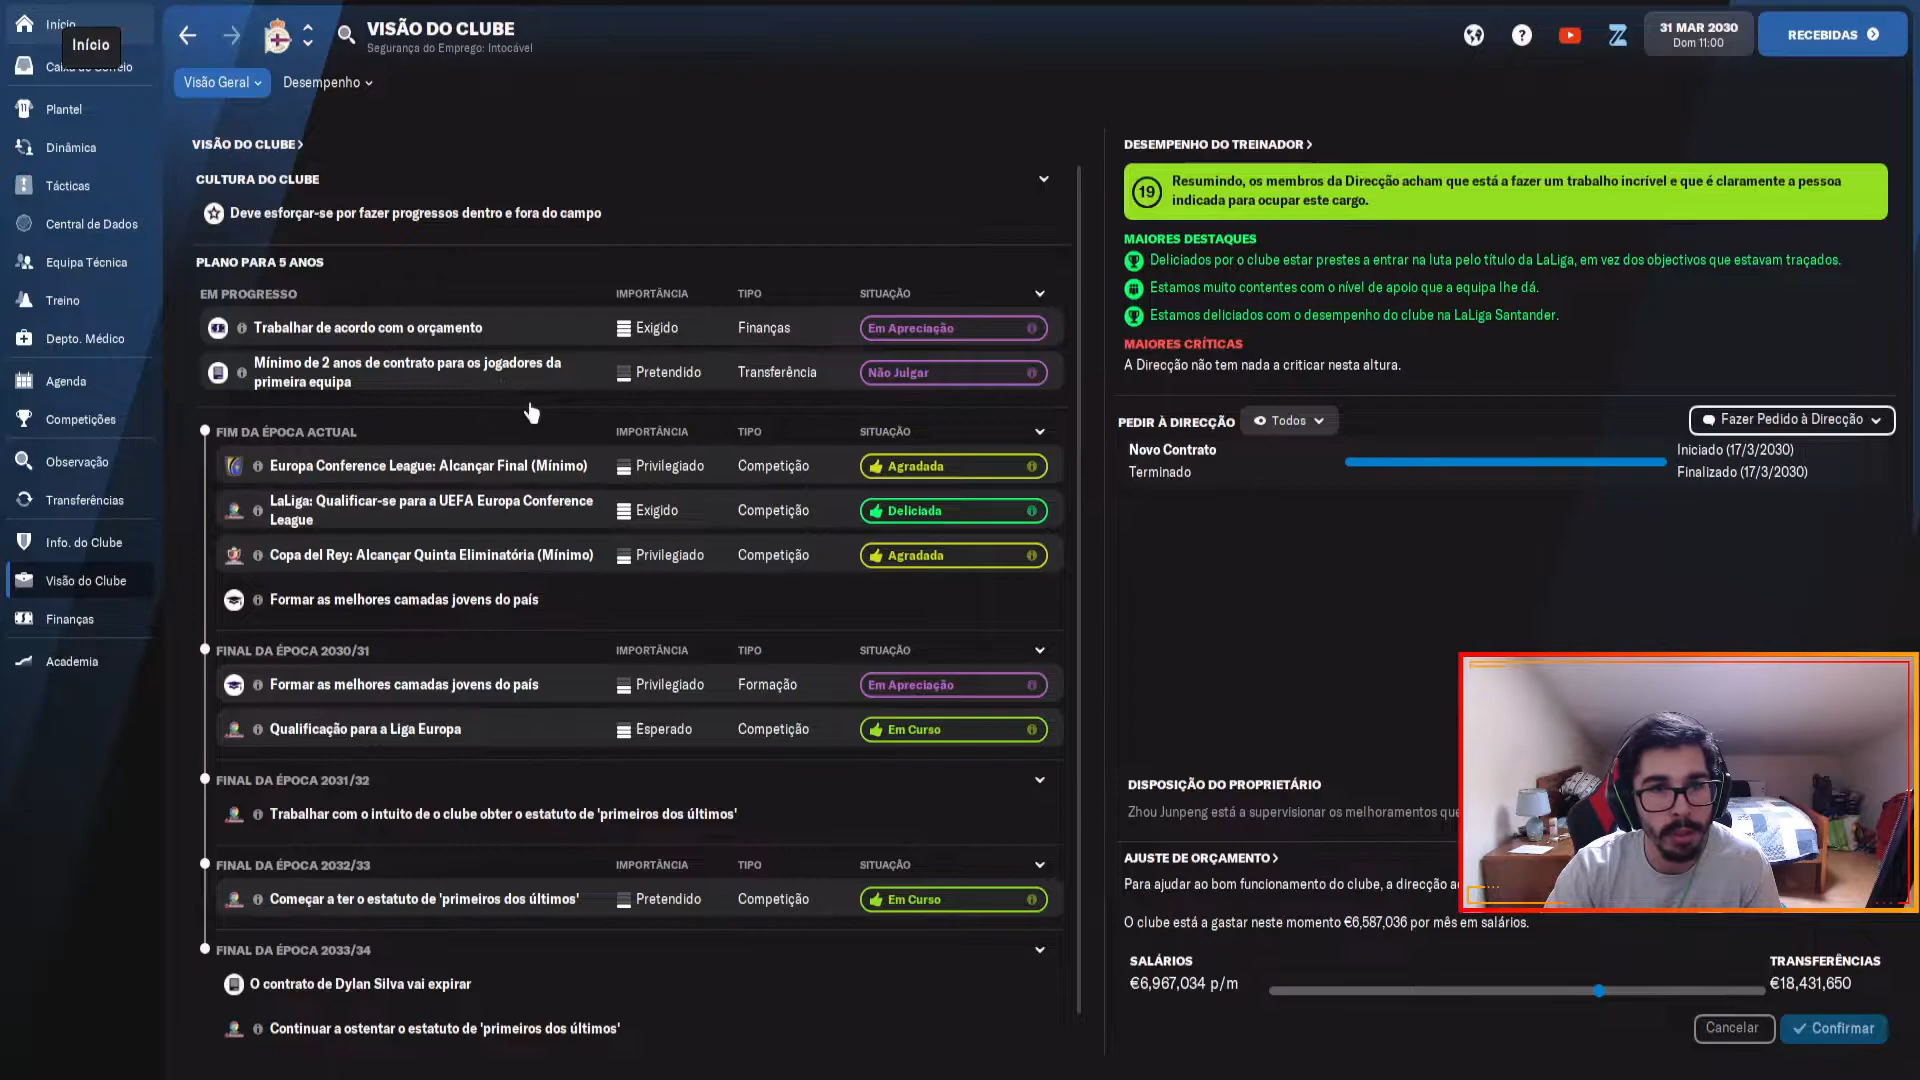 Início
Início
Plantel
Dinâmica
Tácticas
Central de Dados
Equipa Técnica
Treino
Depto. Médico
Agenda
Competições
Observação
Transferências
Info. do Clube
Visão do Clube
Finanças
Academia
VISÃO DO CLUBE
Segurança do Emprego: Intocável
31 MAR 2030
Dom 11:00
RECEBIDAS
Visão Geral
Desempenho
VISÃO DO CLUBE >
CULTURA DO CLUBE
Deve esforçar-se por fazer progressos dentro e fora do campo
PLANO PARA 5 ANOS
EM PROGRESSO IMPORTÂNCIA TIPO SITUAÇÃO
Trabalhar de acordo com o orçamento Exigido Finanças Em Apreciação
Mínimo de 2 anos de contrato para os jogadores da
primeira equipa Pretendido Transferência Não Julgar
FIM DA ÉPOCA ACTUAL IMPORTÂNCIA TIPO SITUAÇÃO
Europa Conference League: Alcançar Final (Mínimo) Privilegiado Competição Agradada
LaLiga: Qualificar-se para a UEFA Europa Conference
League Exigido Competição Deliciada
Copa del Rey: Alcançar Quinta Eliminatória (Mínimo) Privilegiado Competição Agradada
Formar as melhores camadas jovens do país
FINAL DA ÉPOCA 2030/31 IMPORTÂNCIA TIPO SITUAÇÃO
Formar as melhores camadas jovens do país Privilegiado Formação Em Apreciação
Qualificação para a Liga Europa Esperado Competição Em Curso
FINAL DA ÉPOCA 2031/32
Trabalhar com o intuito de o clube obter o estatuto de 'primeiros dos últimos'
FINAL DA ÉPOCA 2032/33 IMPORTÂNCIA TIPO SITUAÇÃO
Começar a ter o estatuto de 'primeiros dos últimos' Pretendido Competição Em Curso
FINAL DA ÉPOCA 2033/34
O contrato de Dylan Silva vai expirar
Continuar a ostentar o estatuto de 'primeiros dos últimos'
DESEMPENHO DO TREINADOR >
19
Resumindo, os membros da Direcção acham que está a fazer um trabalho incrível e que é claramente a pessoa
indicada para ocupar este cargo.
MAIORES DESTAQUES
Deliciados por o clube estar prestes a entrar na luta pelo título da LaLiga, em vez dos objectivos que estavam traçados.
Estamos muito contentes com o nível de apoio que a equipa lhe dá.
Estamos deliciados com o desempenho do clube na LaLiga Santander.
MAIORES CRÍTICAS
A Direcção não tem nada a criticar nesta altura.
PEDIR À DIRECÇÃO Todos Fazer Pedido à Direcção
Novo Contrato Iniciado (17/3/2030)
Terminado Finalizado (17/3/2030)
DISPOSIÇÃO DO PROPRIETÁRIO
Zhou Junpeng está a supervisionar os melhoramentos que
AJUSTE DE ORÇAMENTO >
Para ajudar ao bom funcionamento do clube, a direcção
O clube está a gastar neste momento €6,587,036 por mês em salários.
SALÁRIOS TRANSFERÊNCIAS
€6,967,034 p/m €18,431,650
Cancelar Confirmar